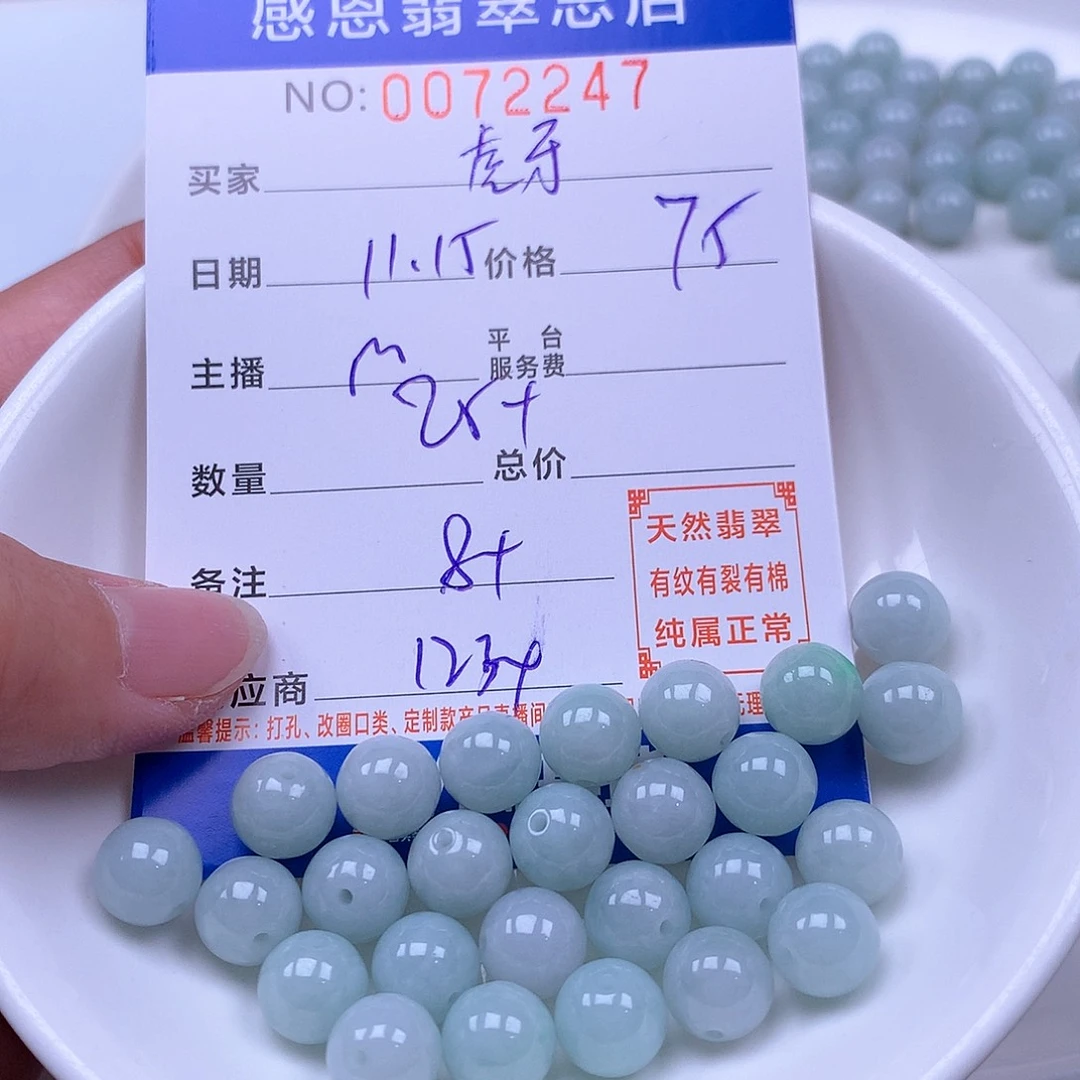 感恩翡翠总店
NO: 0072247
买家 虎牙
日期 11.15 价格 75
主播 m 平台服务费
25+
数量 总价
8+
备注
天然翡翠
有纹有裂有棉
纯属正常
应商 1234
温馨提示：打孔、改圈口类、定制款产品直播间
无理